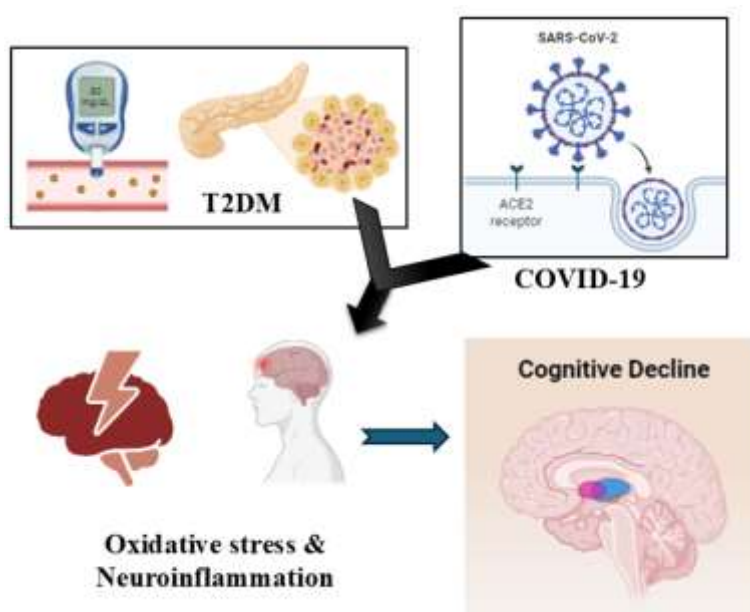 SARS-CoV-2
T2DM
ACE2
receptor
COVID-19
Cognitive Decline
Oxidative stress &
Neuroinflammation